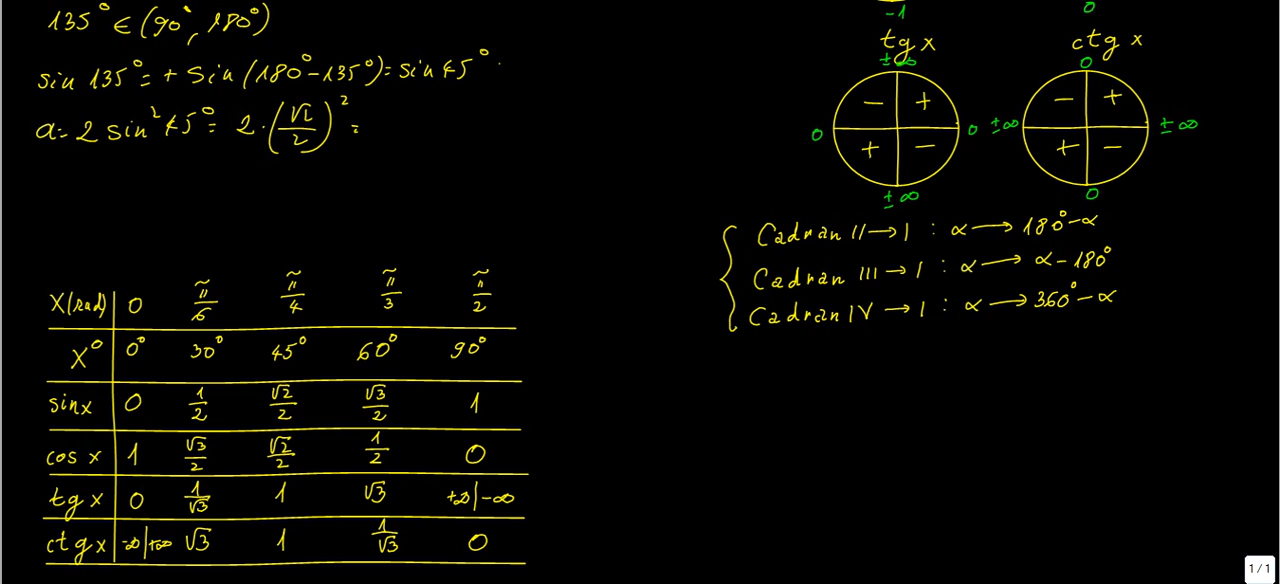 135° ∈ (90°, 180°)
sin 135° = + sin (180° - 135°) = sin 45°
a = 2 sin² 45° = 2 · (√2/2)² =
-1
0
tg x
±∞
- +
0 0
+ -
±∞
ctg x
0
- +
±∞ ±∞
+ -
0
Cadran II → I : α → 180° - α
Cadran III → I : α → α - 180°
Cadran IV → I : α → 360° - α
x(rad) 0 π/6 π/4 π/3 π/2
x° 0° 30° 45° 60° 90°
sin x 0 1/2 √2/2 √3/2 1
cos x 1 √3/2 √2/2 1/2 0
tg x 0 1/√3 1 √3 +∞|-∞
ctg x -∞|+∞ √3 1 1/√3 0
1 / 1